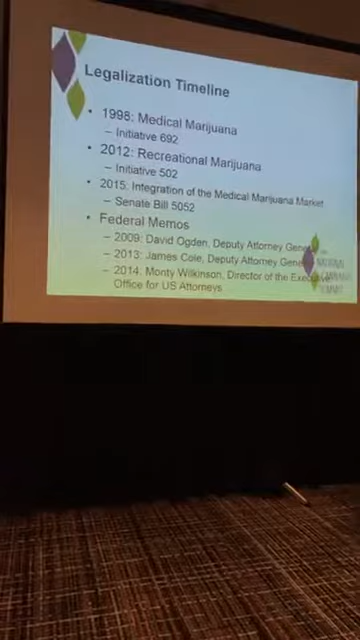 Legalization Timeline
• 1998: Medical Marijuana
– Initiative 692
• 2012: Recreational Marijuana
– Initiative 502
• 2015: Integration of the Medical Marijuana Market
– Senate Bill 5052
• Federal Memos
– 2009: David Ogden, Deputy Attorney Gene
– 2013: James Cole, Deputy Attorney Gene
– 2014: Monty Wilkinson, Director of the Executive
Office for US Attorneys